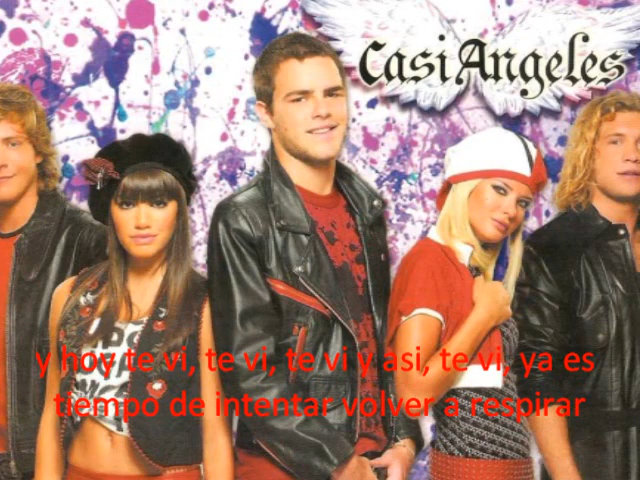 CasiAngeles
y hoy te vi, te vi, te vi y asi, te vi, ya es
tiempo de intentar volver a respirar